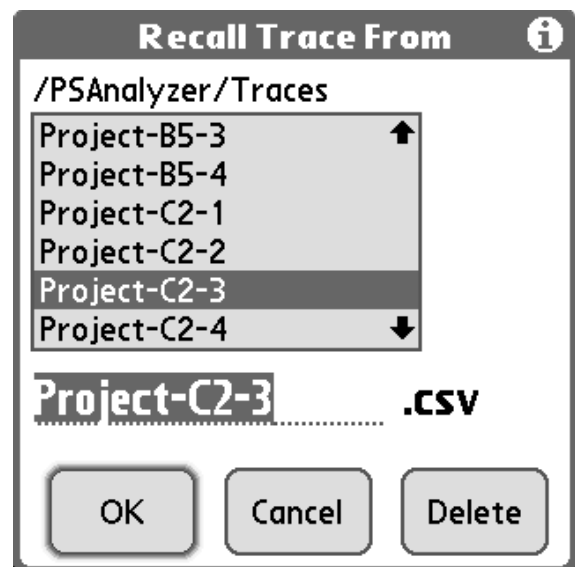 Recall Trace From i
/PSAnalyzer/Traces
Project-B5-3
Project-B5-4
Project-C2-1
Project-C2-2
Project-C2-3
Project-C2-4
Project-C2-3 .csv
OK Cancel Delete